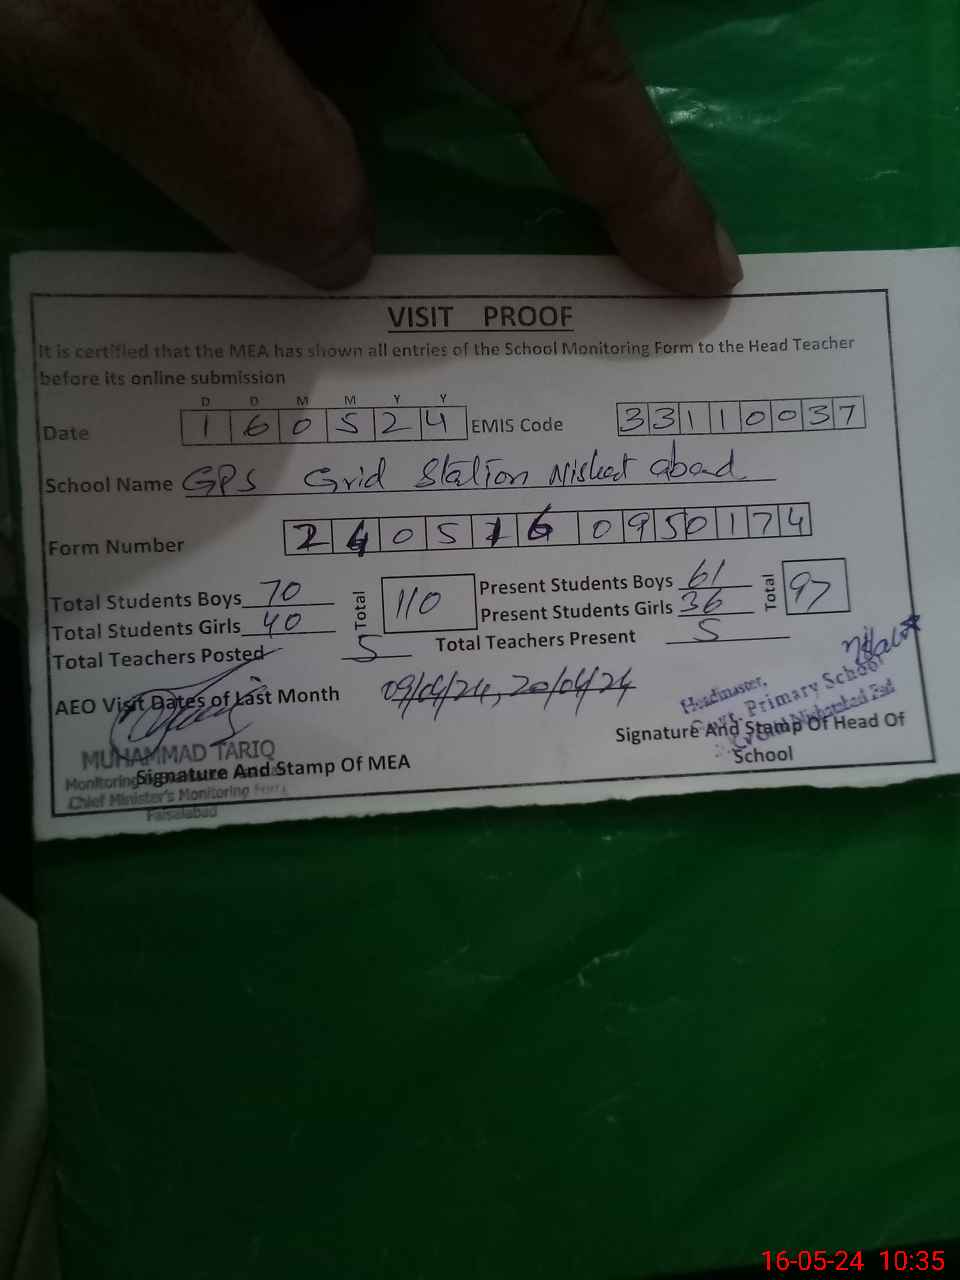 VISIT PROOF
It is certified that the MEA has shown all entries of the School Monitoring Form to the Head Teacher
before its online submission
D D M M Y Y
Date 1 6 0 5 2 4 EMIS Code 3 3 1 1 0 0 3 7
School Name GPS Grid Station Nishat abad
Form Number 2 4 0 5 1 6 0 9 5 0 1 7 4
Total Students Boys 70 Total 110 Present Students Boys 61 Total 97
Total Students Girls 40 Present Students Girls 36
Total Teachers Posted 5 Total Teachers Present 5
AEO Visit Dates of Last Month 09/04/24, 20/04/24
Headmaster,
Govt. Primary School
Grid Nishatabad Fsd
Signature And Stamp Of Head Of
School
MUHAMMAD TARIQ
Signature And Stamp Of MEA
Monitoring
Chief Minister's Monitoring Force
Faisalabad
16-05-24 10:35